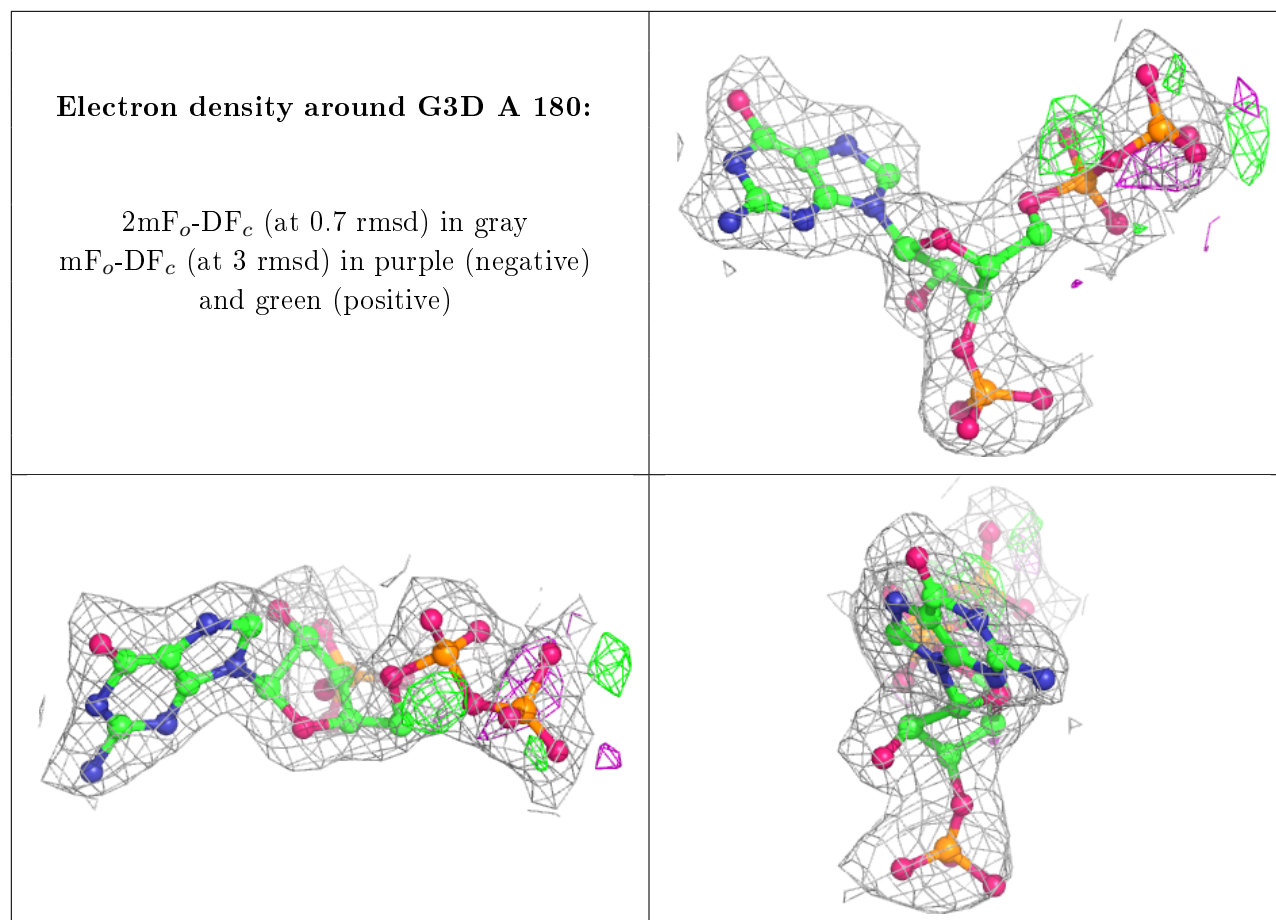 Electron density around G3D A 180:
2mFₒ-DF𝒸 (at 0.7 rmsd) in gray
mFₒ-DF𝒸 (at 3 rmsd) in purple (negative)
and green (positive)